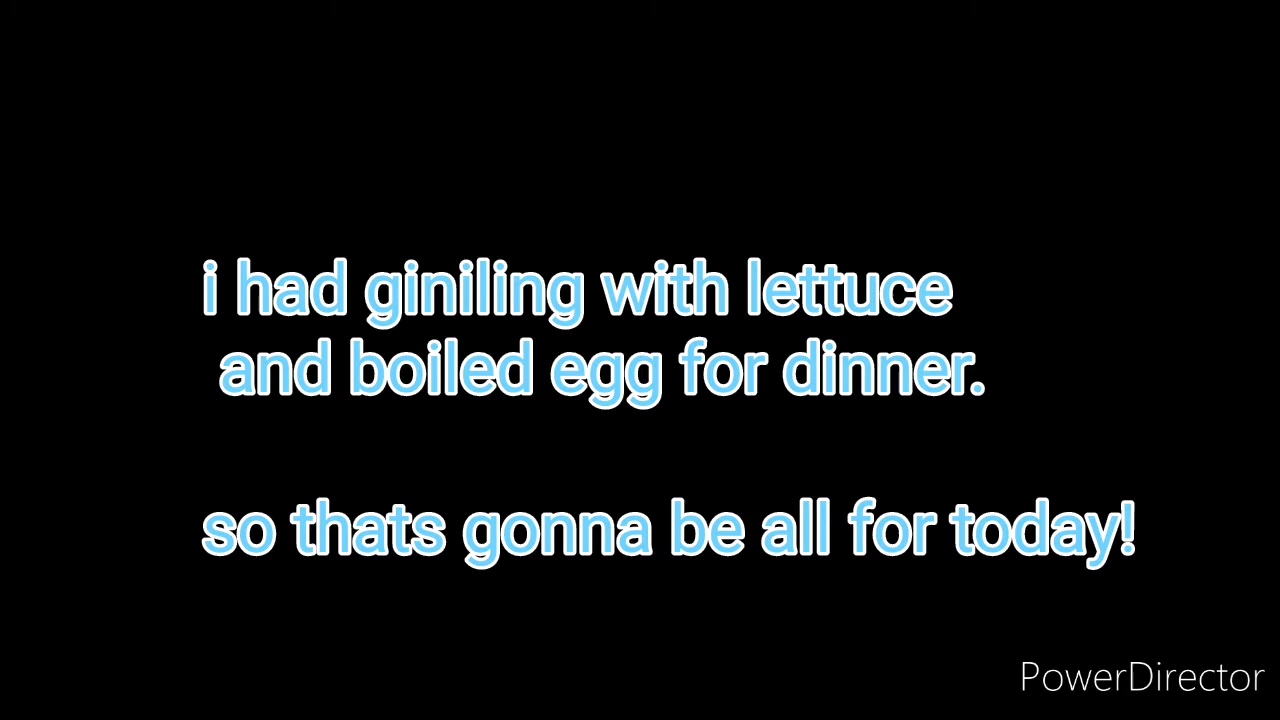 i had giniling with lettuce
and boiled egg for dinner.
so thats gonna be all for today!
PowerDirector